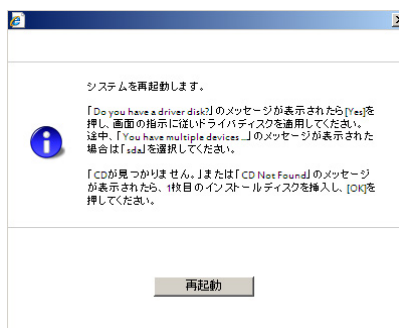 システムを再起動します。
「Do you have a driver disk?」のメッセージが表示されたら[Yes]を
押し、画面の指示に従いドライバディスクを適用してください。
途中、「You have multiple devices ...」のメッセージが表示された
場合は「sda」を選択してください。
「CDが見つかりません。」または「CD Not Found」のメッセージ
が表示されたら、1枚目のインストールディスクを挿入し、[OK]を
押してください。
再起動